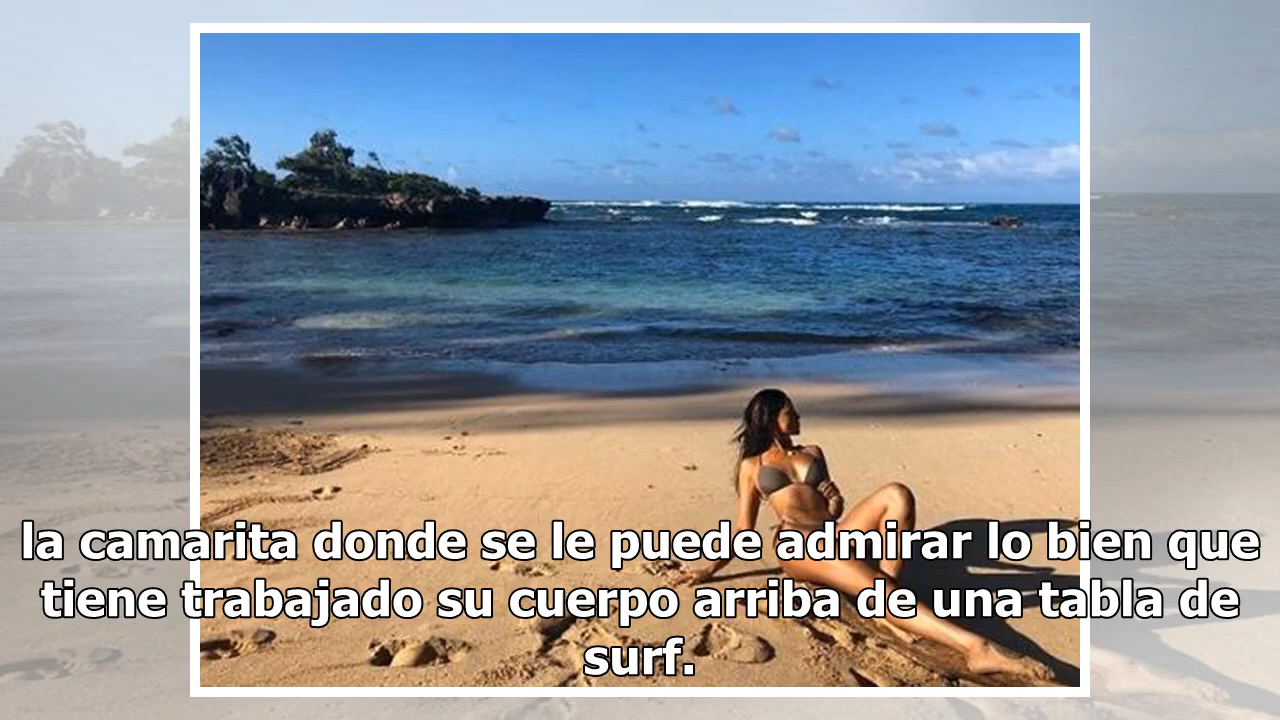 la camarita donde se le puede admirar lo bien que
tiene trabajado su cuerpo arriba de una tabla de
surf.